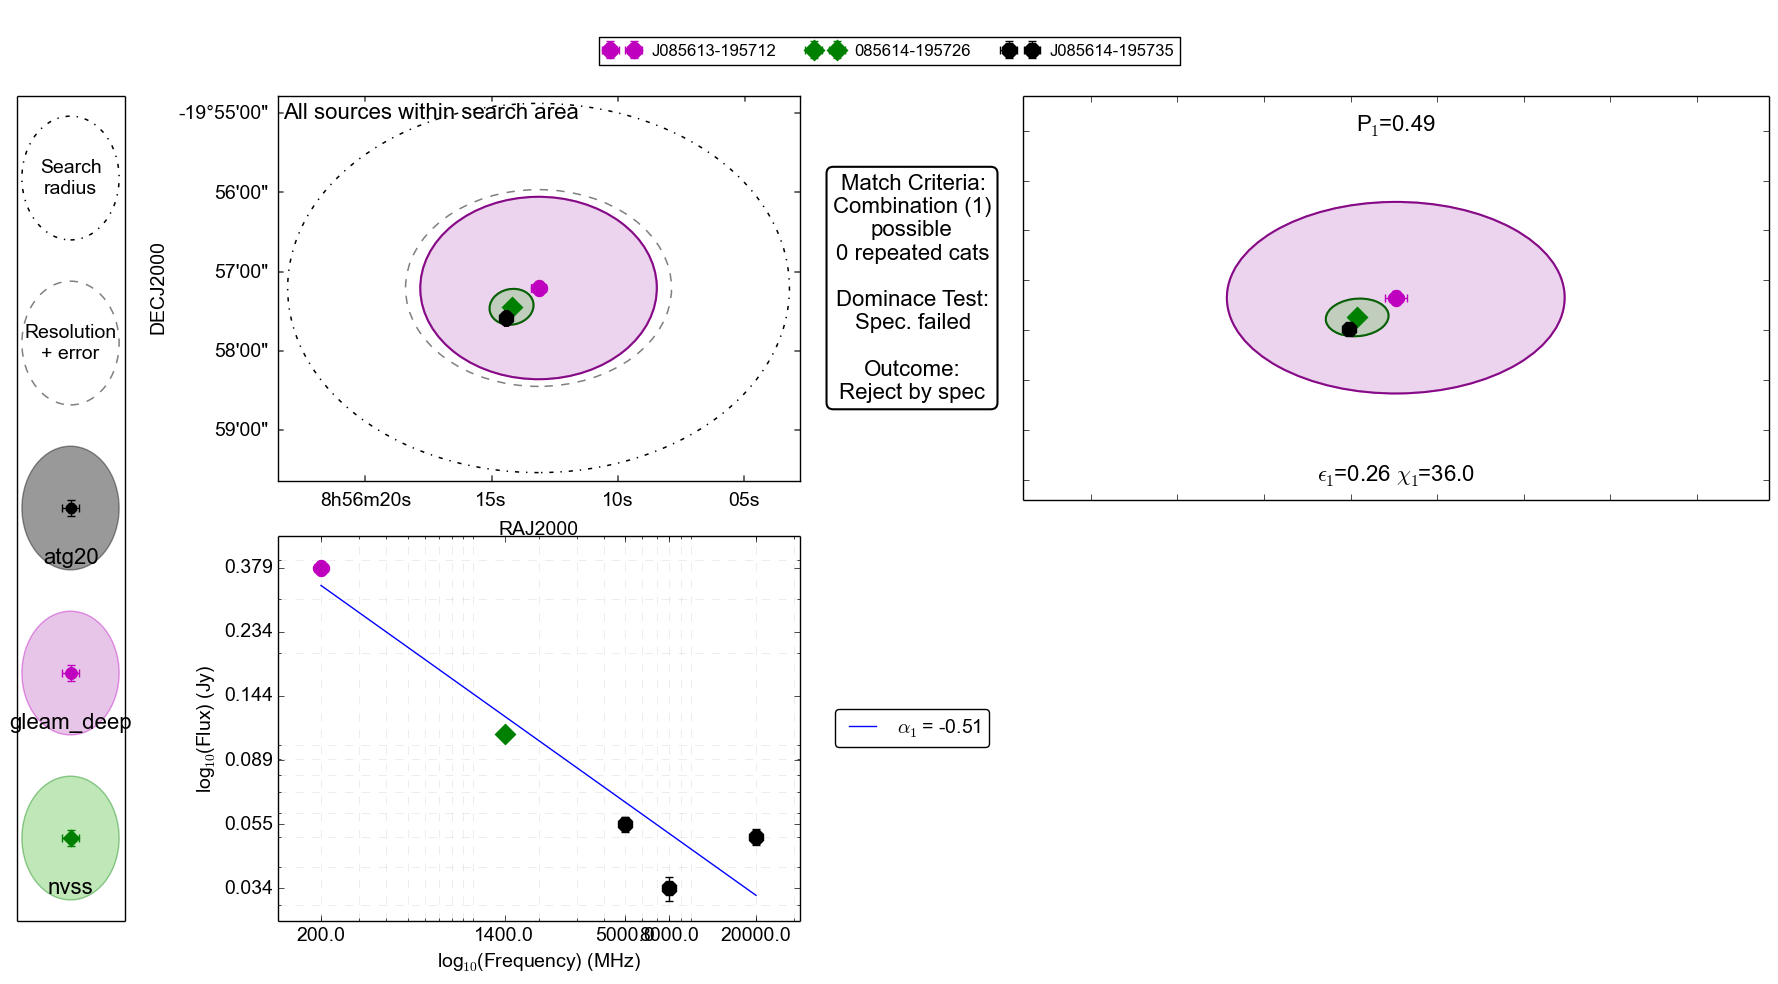 J085613-195712
085614-195726
J085614-195735
Search
radius
Resolution
+ error
atg20
gleam_deep
nvss
All sources within search area
-19°55'00"
56'00"
57'00"
58'00"
59'00"
DECJ2000
8h56m20s
15s
10s
05s
RAJ2000
Match Criteria:
Combination (1)
possible
0 repeated cats
Dominace Test:
Spec. failed
Outcome:
Reject by spec
P₁=0.49
ϵ₁=0.26 χ₁=36.0
0.379
0.234
0.144
0.089
0.055
0.034
log₁₀(Flux) (Jy)
200.0
1400.0
5000.0
8000.0
20000.0
log₁₀(Frequency) (MHz)
α₁ = -0.51